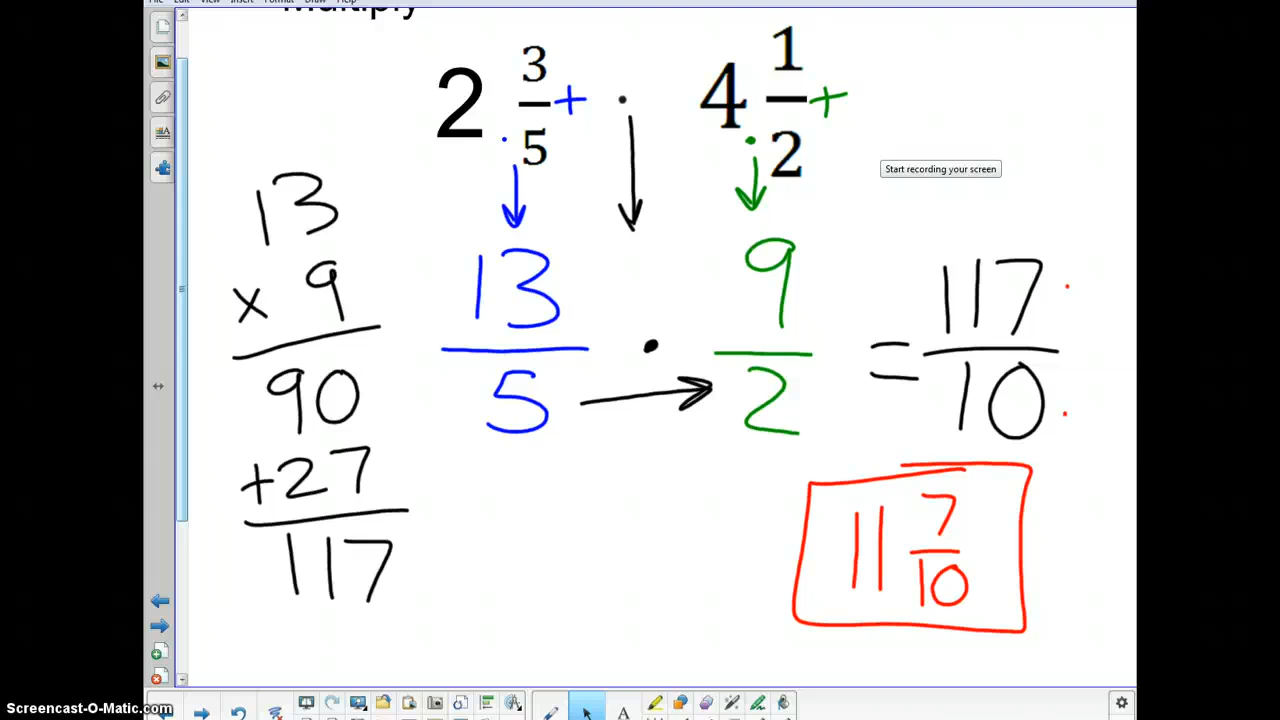 Multiply
2 3/5 + · 4 1/2 +
Start recording your screen
13
x 9
90
+27
117
13/5 · 9/2 = 117/10
11 7/10
Screencast-O-Matic.com